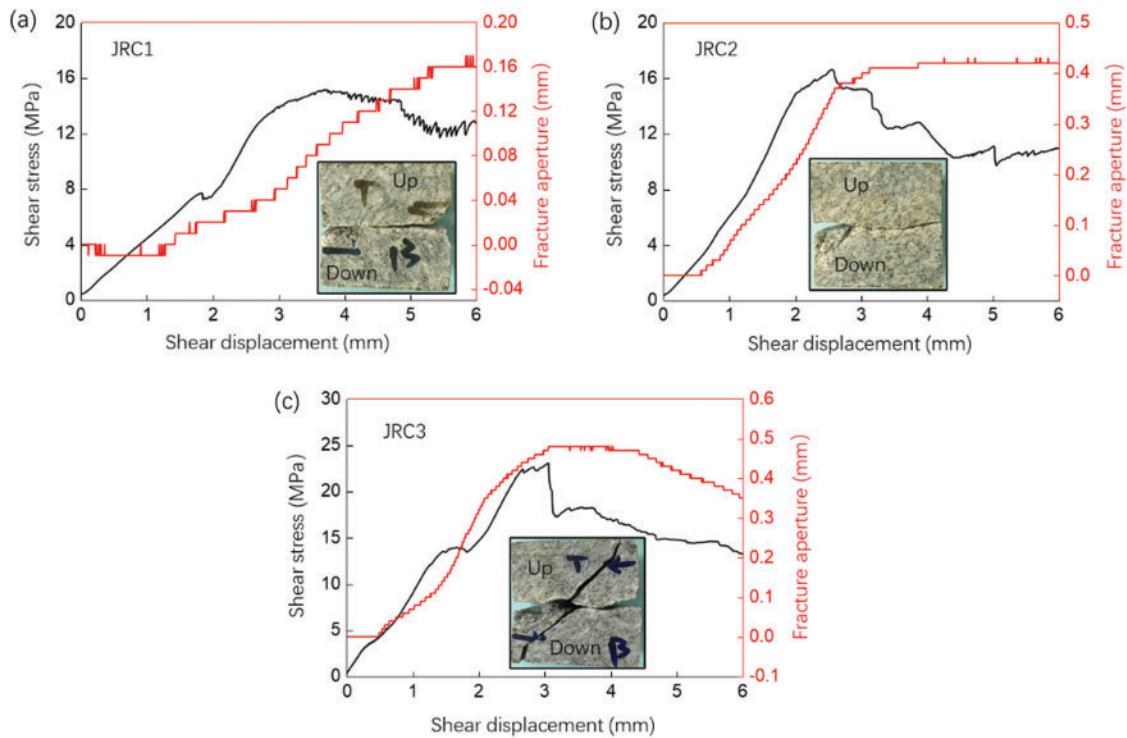 (a)
JRC1
Shear stress (MPa)
20
16
12
8
4
0
0.20
0.16
0.12
0.08
0.04
0.00
-0.04
Fracture aperture (mm)
T
Up
Down
13
0 1 2 3 4 5 6
Shear displacement (mm)
(b)
JRC2
Shear stress (MPa)
20
16
12
8
4
0
0.5
0.4
0.3
0.2
0.1
0.0
Fracture aperture (mm)
Up
Down
0 1 2 3 4 5 6
Shear displacement (mm)
(c)
JRC3
Shear stress (MPa)
30
25
20
15
10
5
0
0.6
0.5
0.4
0.3
0.2
0.1
0.0
-0.1
Fracture aperture (mm)
T
Up
Down
β
0 1 2 3 4 5 6
Shear displacement (mm)